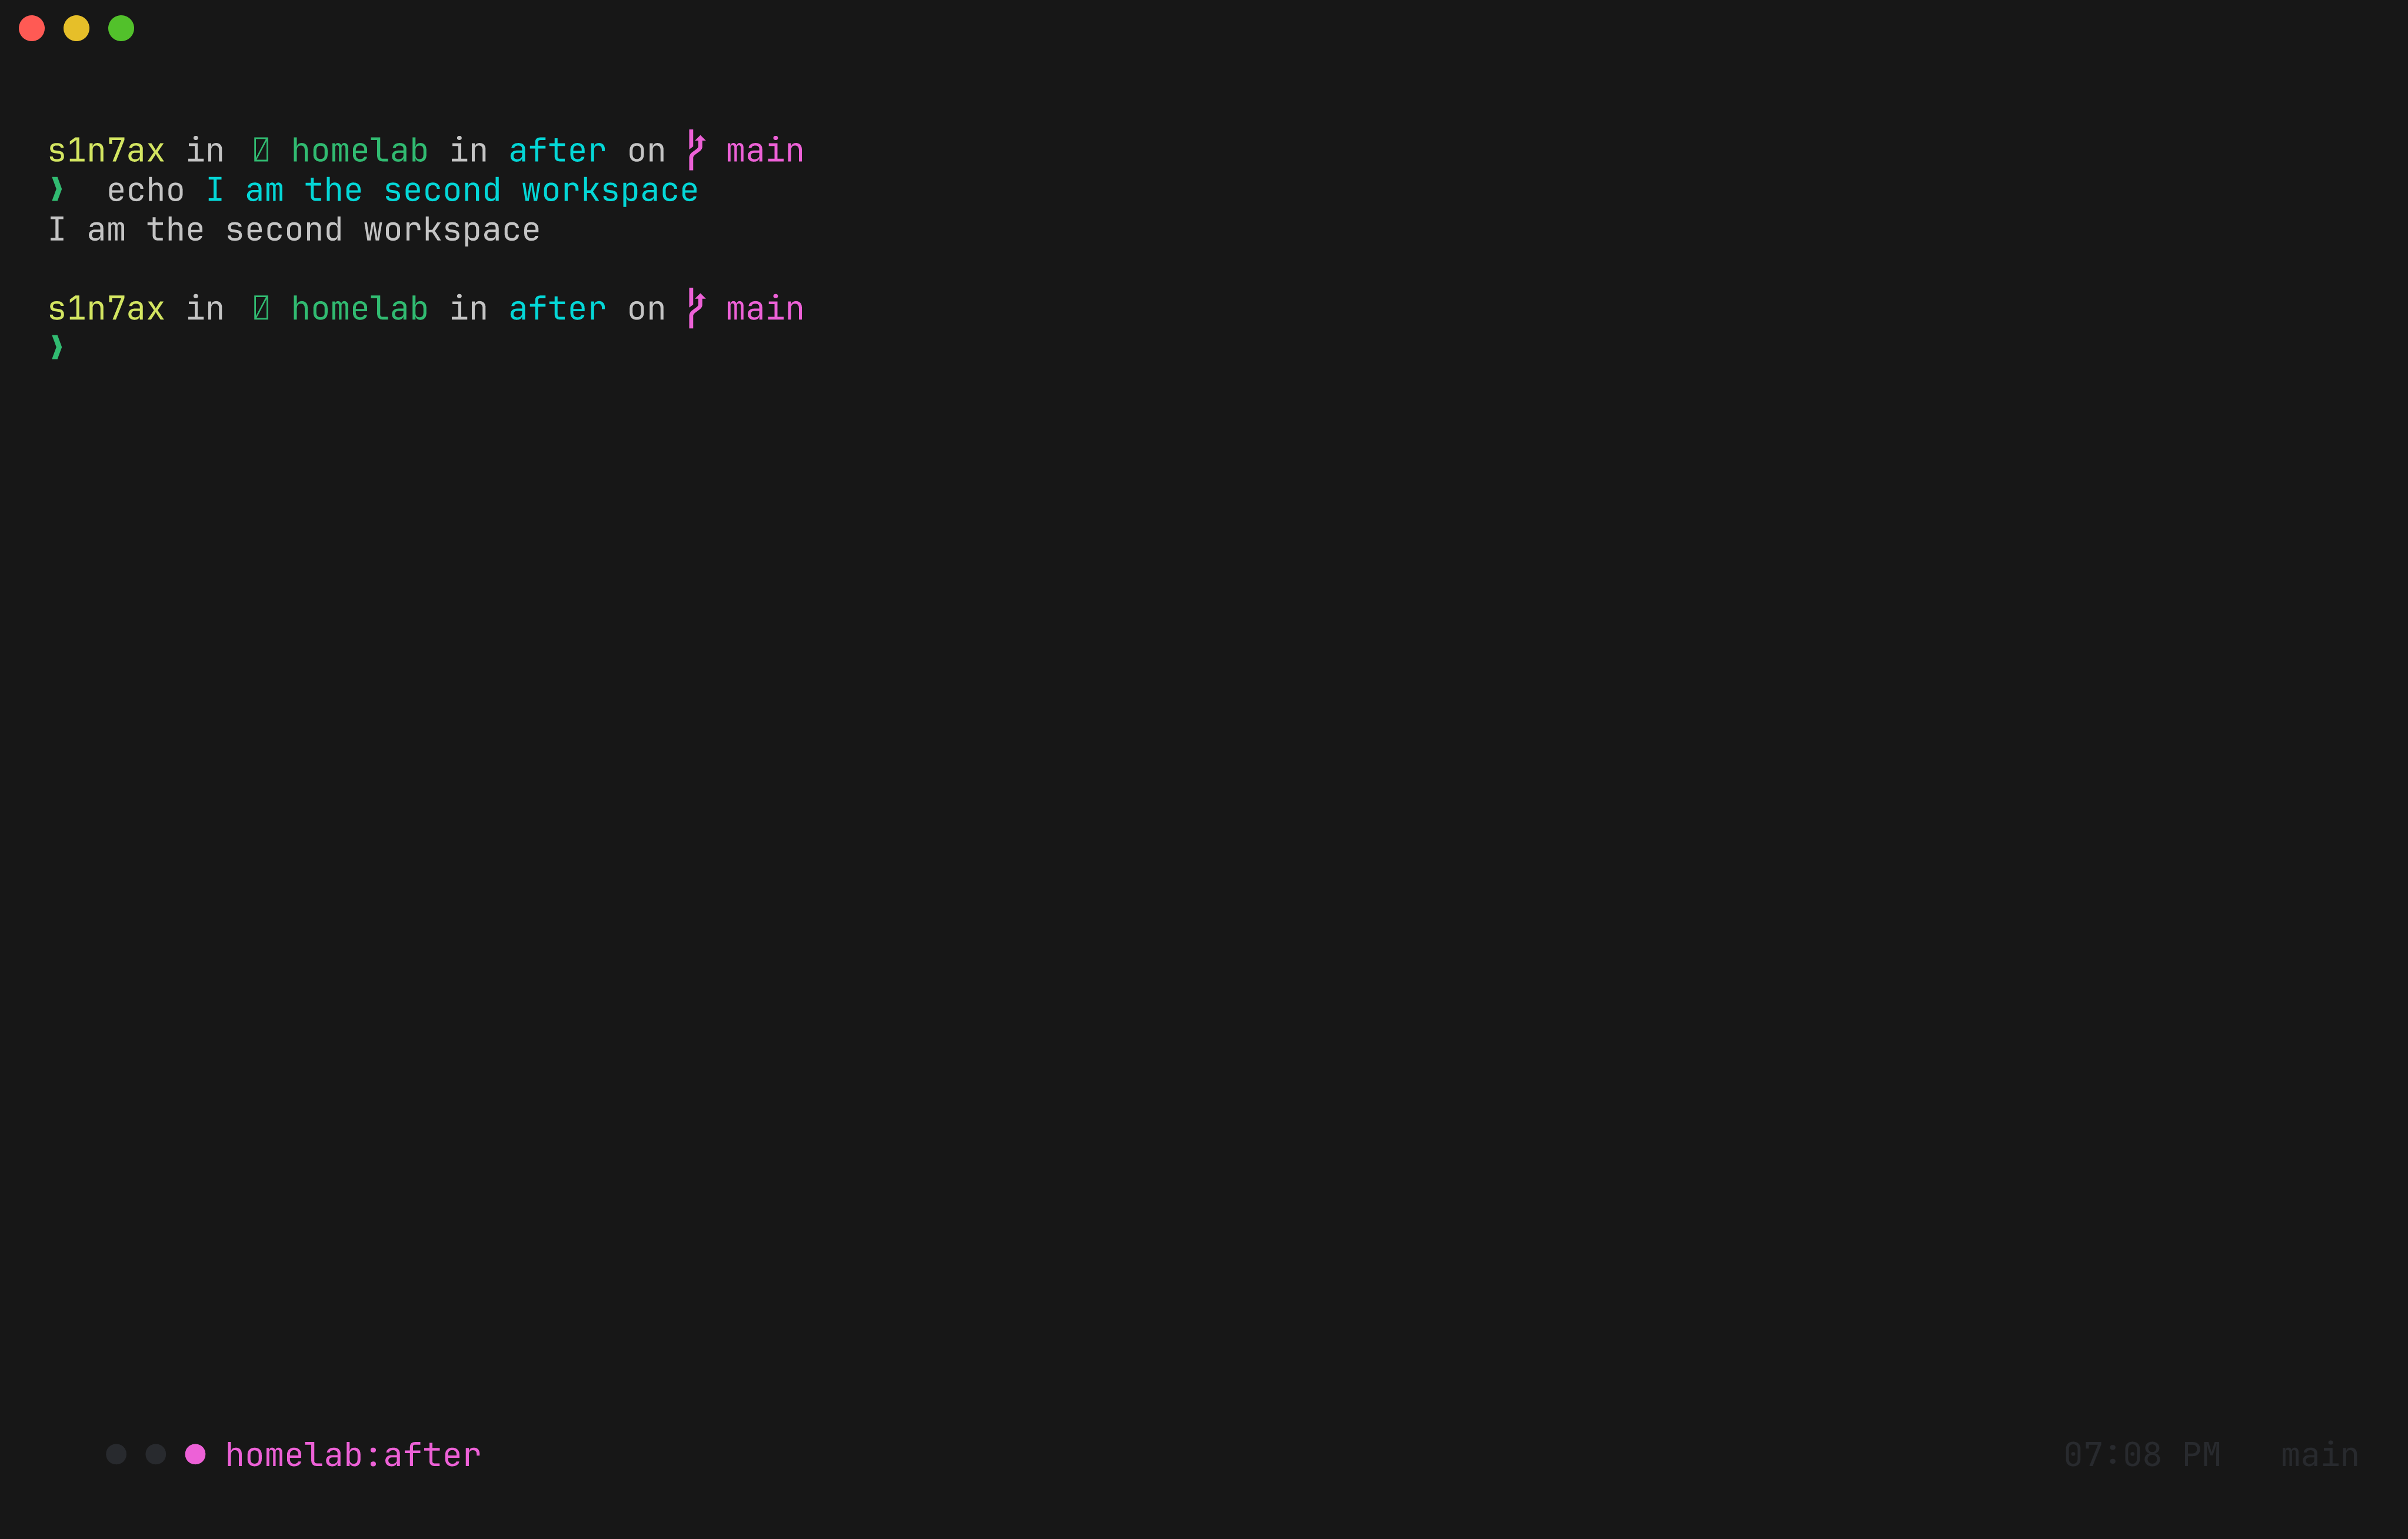 s1n7ax in homelab in after on main
❯ echo I am the second workspace
I am the second workspace
s1n7ax in homelab in after on main
❯
homelab:after 07:08 PM main